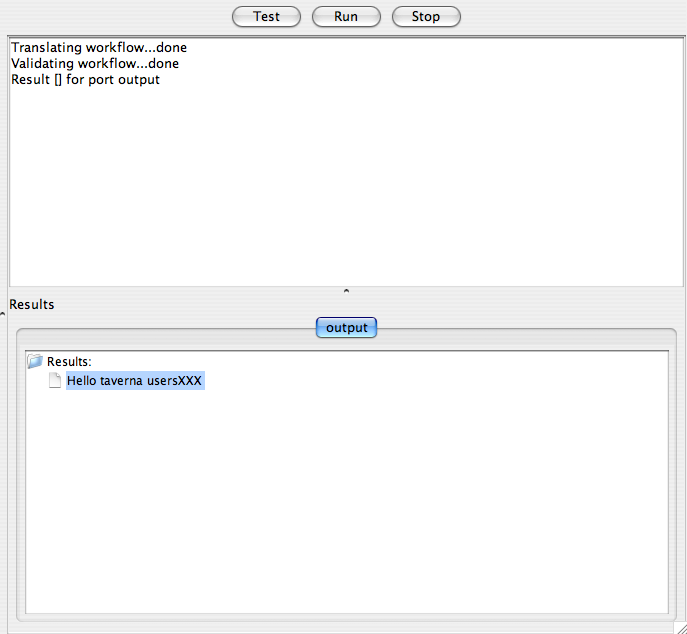 Test Run Stop
Translating workflow...done
Validating workflow...done
Result [] for port output
Results
output
Results:
Hello taverna usersXXX